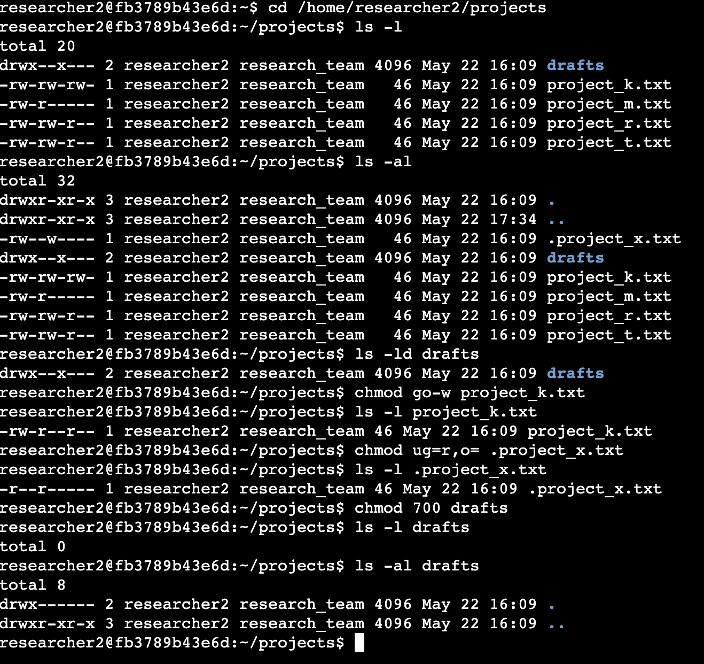 researcher2@fb3789b43e6d:~$ cd /home/researcher2/projects
researcher2@fb3789b43e6d:~/projects$ ls -l
total 20
drwx--x--- 2 researcher2 research_team 4096 May 22 16:09 drafts
-rw-rw-rw- 1 researcher2 research_team   46 May 22 16:09 project_k.txt
-rw-r----- 1 researcher2 research_team   46 May 22 16:09 project_m.txt
-rw-rw-r-- 1 researcher2 research_team   46 May 22 16:09 project_r.txt
-rw-rw-r-- 1 researcher2 research_team   46 May 22 16:09 project_t.txt
researcher2@fb3789b43e6d:~/projects$ ls -al
total 32
drwxr-xr-x 3 researcher2 research_team 4096 May 22 16:09 .
drwxr-xr-x 3 researcher2 research_team 4096 May 22 17:34 ..
-rw--w---- 1 researcher2 research_team   46 May 22 16:09 .project_x.txt
drwx--x--- 2 researcher2 research_team 4096 May 22 16:09 drafts
-rw-rw-rw- 1 researcher2 research_team   46 May 22 16:09 project_k.txt
-rw-r----- 1 researcher2 research_team   46 May 22 16:09 project_m.txt
-rw-rw-r-- 1 researcher2 research_team   46 May 22 16:09 project_r.txt
-rw-rw-r-- 1 researcher2 research_team   46 May 22 16:09 project_t.txt
researcher2@fb3789b43e6d:~/projects$ ls -ld drafts
drwx--x--- 2 researcher2 research_team 4096 May 22 16:09 drafts
researcher2@fb3789b43e6d:~/projects$ chmod go-w project_k.txt
researcher2@fb3789b43e6d:~/projects$ ls -l project_k.txt
-rw-r--r-- 1 researcher2 research_team 46 May 22 16:09 project_k.txt
researcher2@fb3789b43e6d:~/projects$ chmod ug=r,o= .project_x.txt
researcher2@fb3789b43e6d:~/projects$ ls -l .project_x.txt
-r--r----- 1 researcher2 research_team 46 May 22 16:09 .project_x.txt
researcher2@fb3789b43e6d:~/projects$ chmod 700 drafts
researcher2@fb3789b43e6d:~/projects$ ls -l drafts
total 0
researcher2@fb3789b43e6d:~/projects$ ls -al drafts
total 8
drwx------ 2 researcher2 research_team 4096 May 22 16:09 .
drwxr-xr-x 3 researcher2 research_team 4096 May 22 16:09 ..
researcher2@fb3789b43e6d:~/projects$